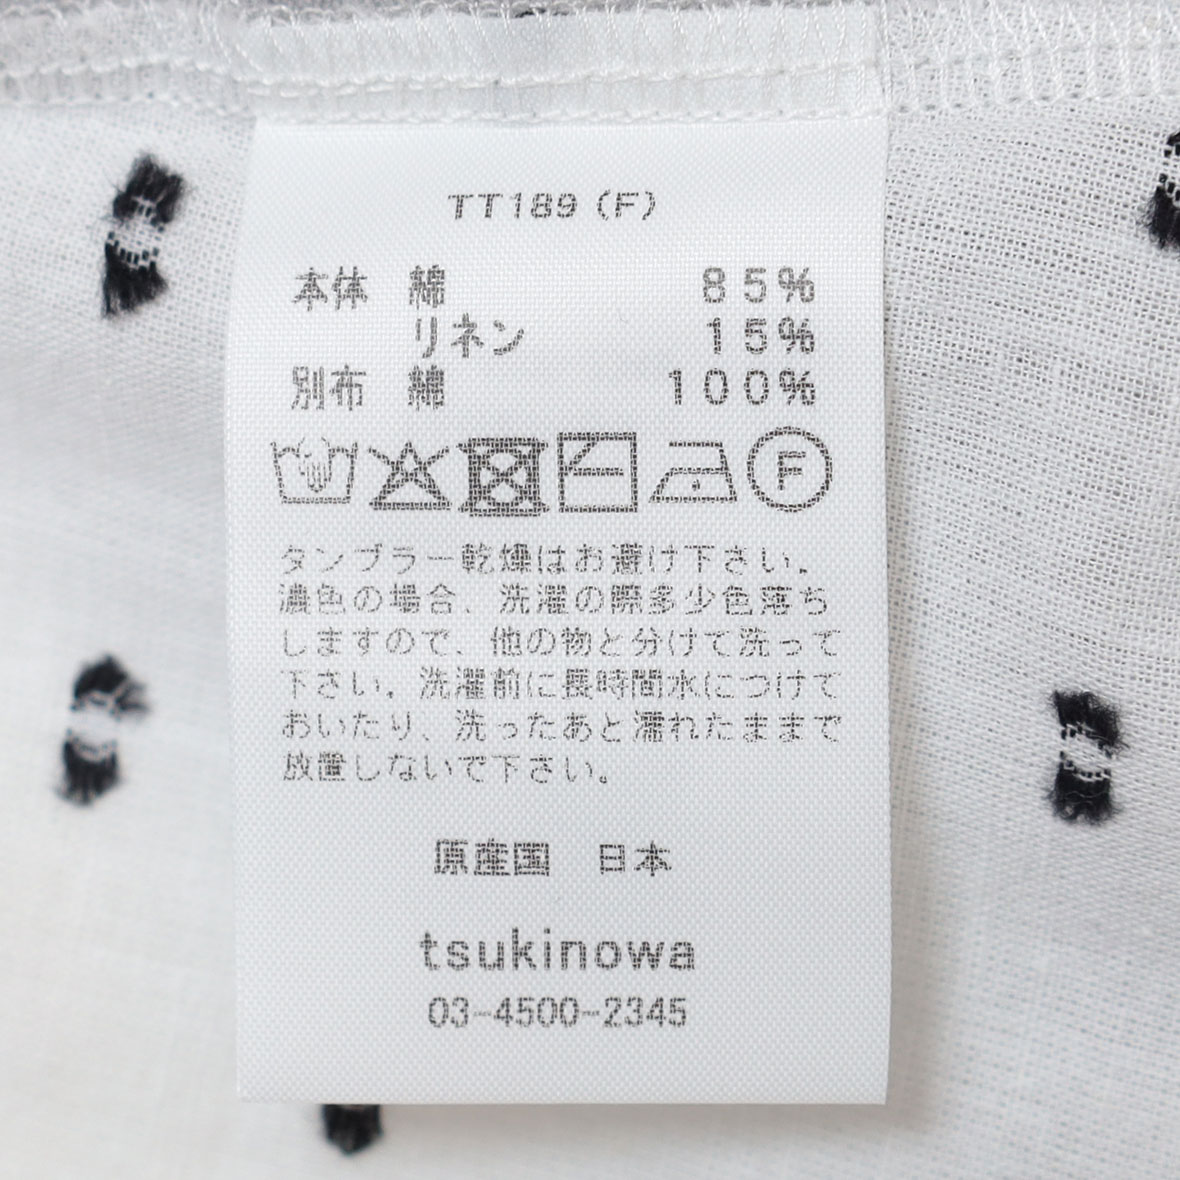 TT189(F)
本体 綿 85%
リネン 15%
別布 綿 100%
F
タンブラー乾燥はお避け下さい。
濃色の場合、洗濯の際多少色落ち
しますので、他の物と分けて洗って
下さい。洗濯前に長時間水につけて
おいたり、洗ったあと濡れたままで
放置しないで下さい。
原産国 日本
tsukinowa
03-4500-2345